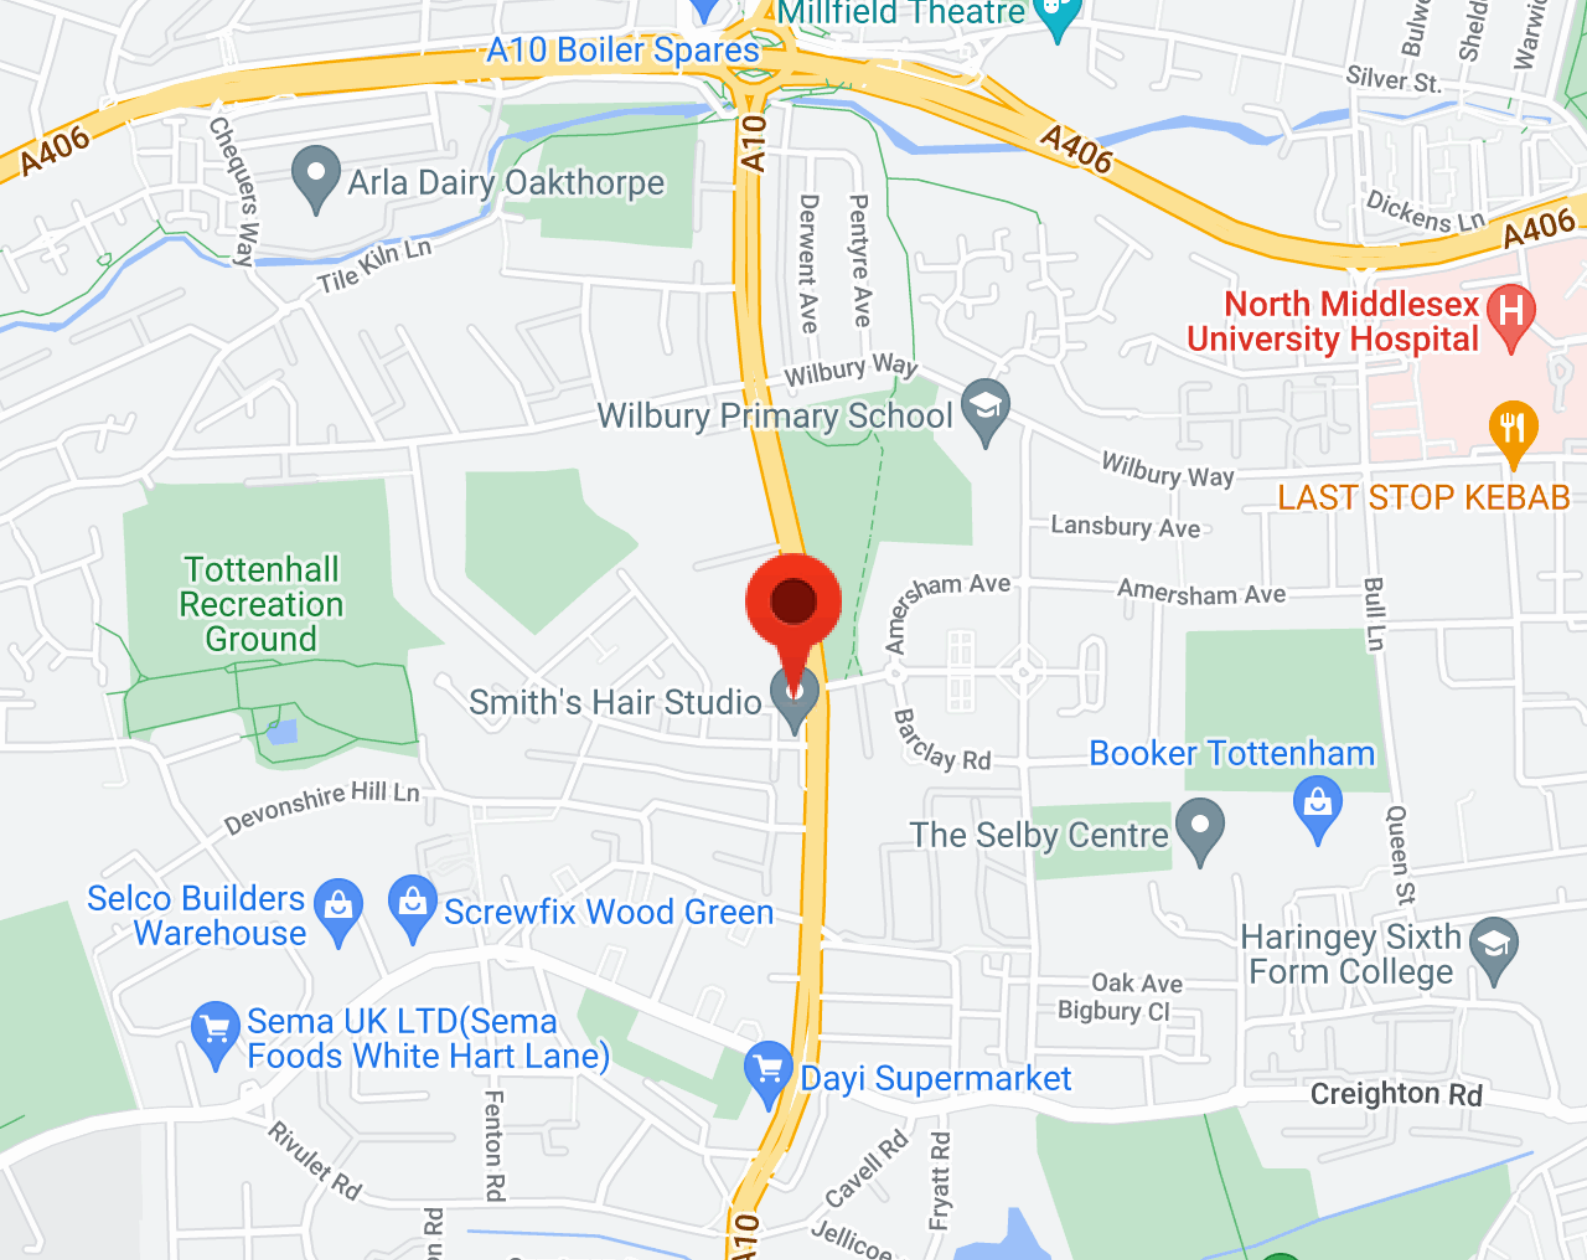 Millfield Theatre
A10 Boiler Spares
Silver St.
A406
Chequers Way
A10
A406
Arla Dairy Oakthorpe
Derwent Ave
Pentyre Ave
Dickens Ln
A406
Tile Kiln Ln
North Middlesex
University Hospital
H
Wilbury Way
Wilbury Primary School
Wilbury Way
LAST STOP KEBAB
Lansbury Ave
Tottenhall
Recreation
Ground
Amersham Ave
Amersham Ave
Bull Ln
Smith's Hair Studio
Barclay Rd
Booker Tottenham
Devonshire Hill Ln
The Selby Centre
Queen St
Selco Builders
Warehouse
Screwfix Wood Green
Haringey Sixth
Form College
Oak Ave
Bigbury Cl
Sema UK LTD(Sema
Foods White Hart Lane)
Dayi Supermarket
Creighton Rd
Fenton Rd
Rivulet Rd
Cavell Rd
Fryatt Rd
A10
Jellicoe
Rd